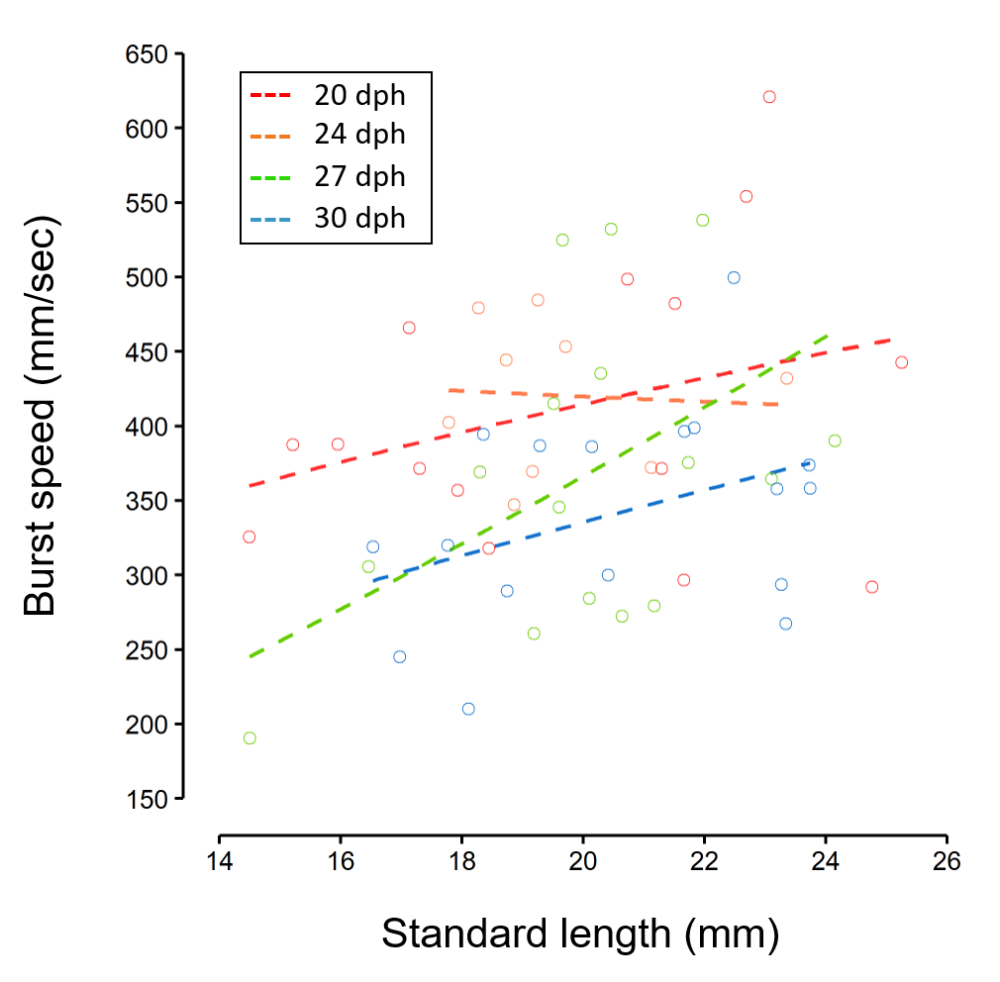 650
600
550
500
450
400
350
300
250
200
150
Burst speed (mm/sec)
20 dph
24 dph
27 dph
30 dph
14 16 18 20 22 24 26
Standard length (mm)